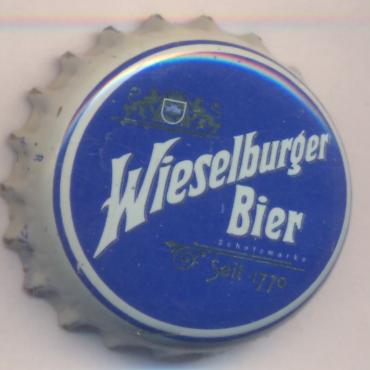 Wieselburger
Bier
Schutzmarke
Seit 1770